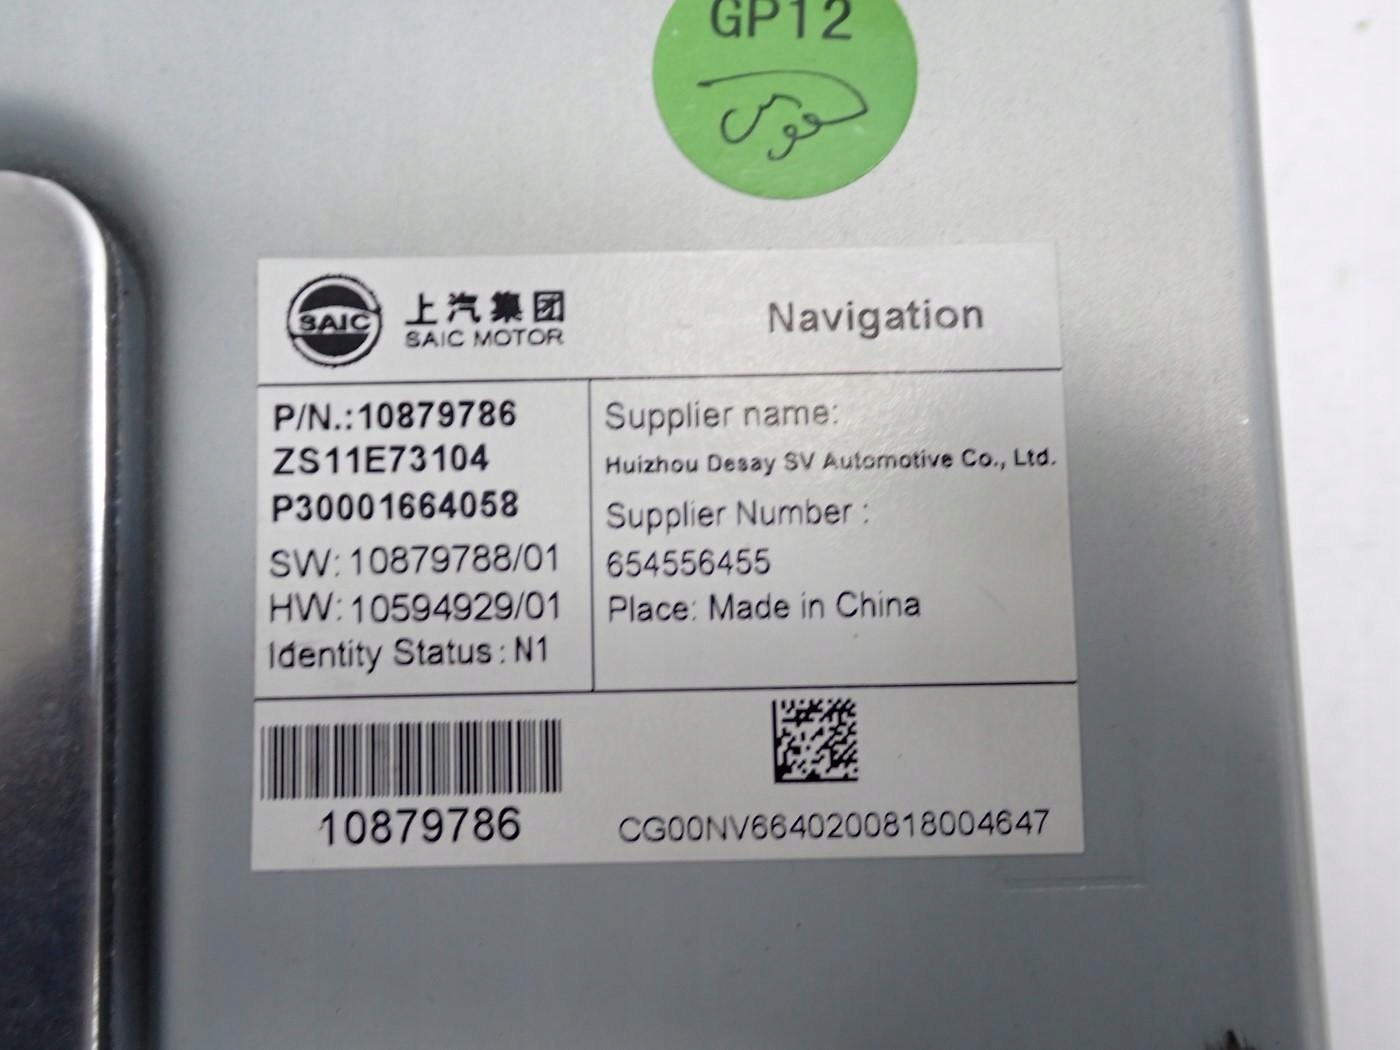 GP12
SAIC
上汽集团
SAIC MOTOR
Navigation
P/N.:10879786
ZS11E73104
P30001664058
SW: 10879788/01
HW: 10594929/01
Identity Status: N1
Supplier name:
Huizhou Desay SV Automotive Co., Ltd.
Supplier Number :
654556455
Place: Made in China
10879786
CG00NV6640200818004647